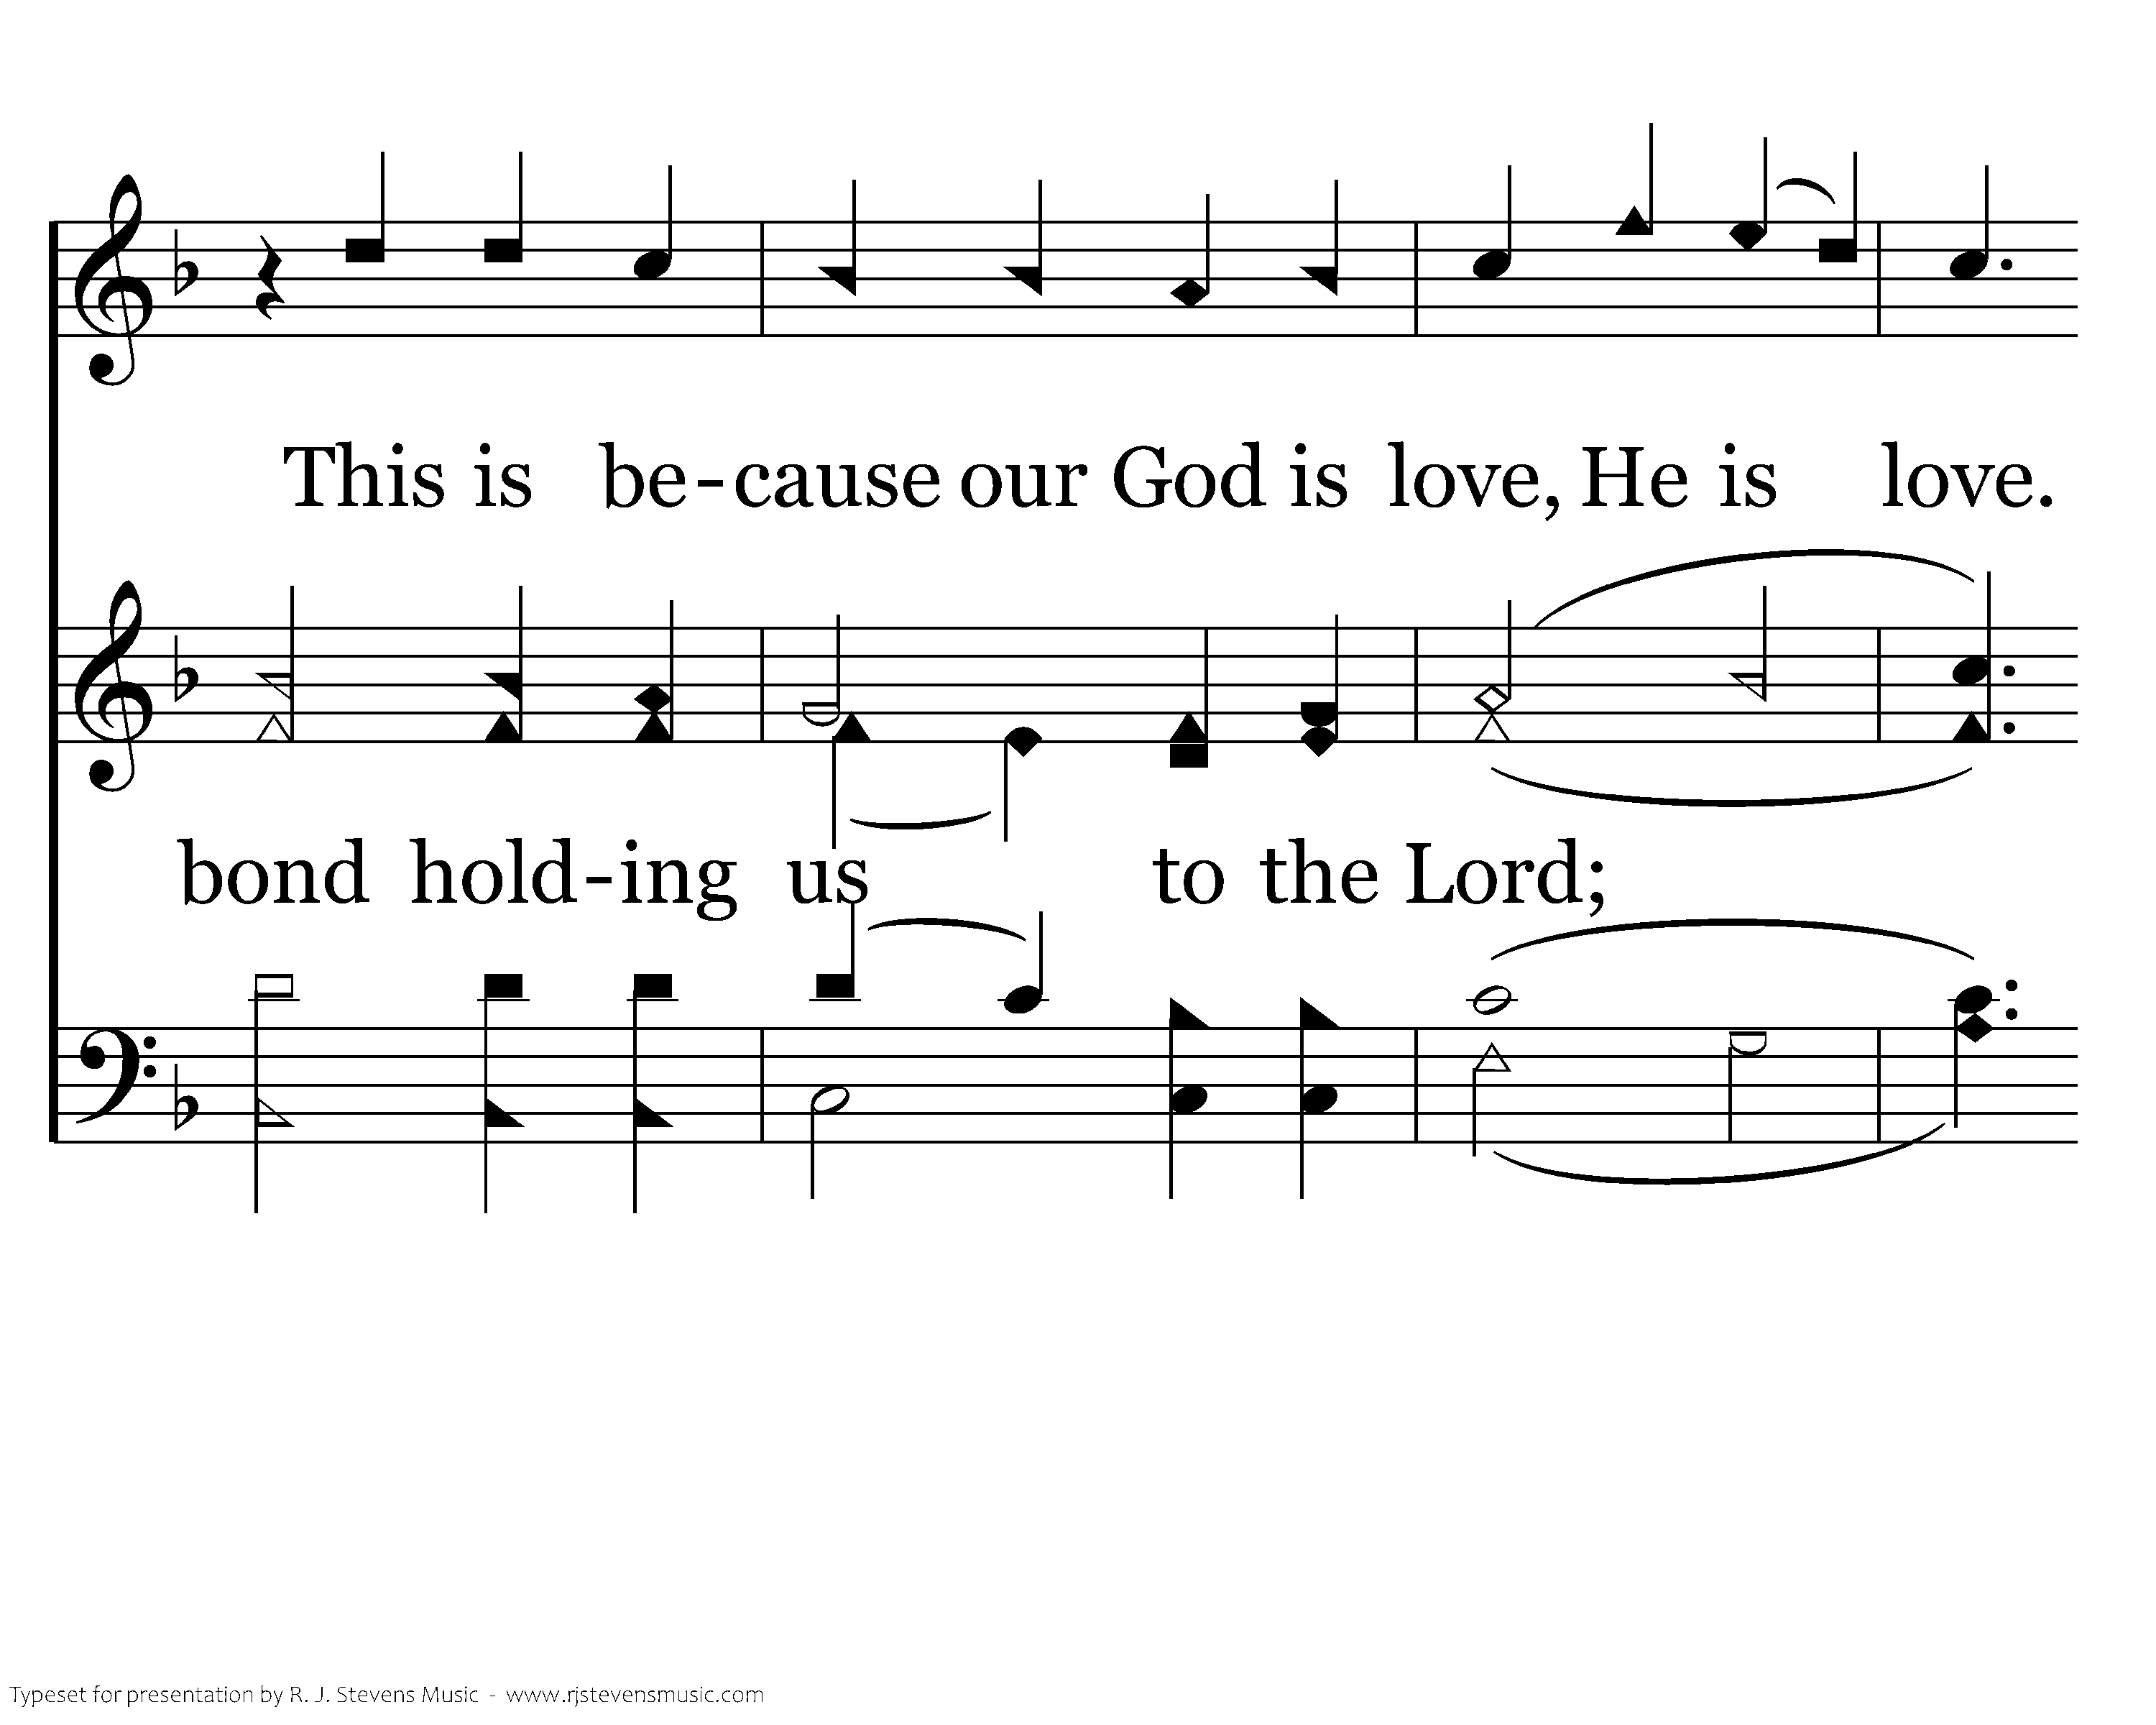 This is be-cause our God is love, He is love.
bond hold-ing us to the Lord;
Typeset for presentation by R. J. Stevens Music - www.rjstevensmusic.com